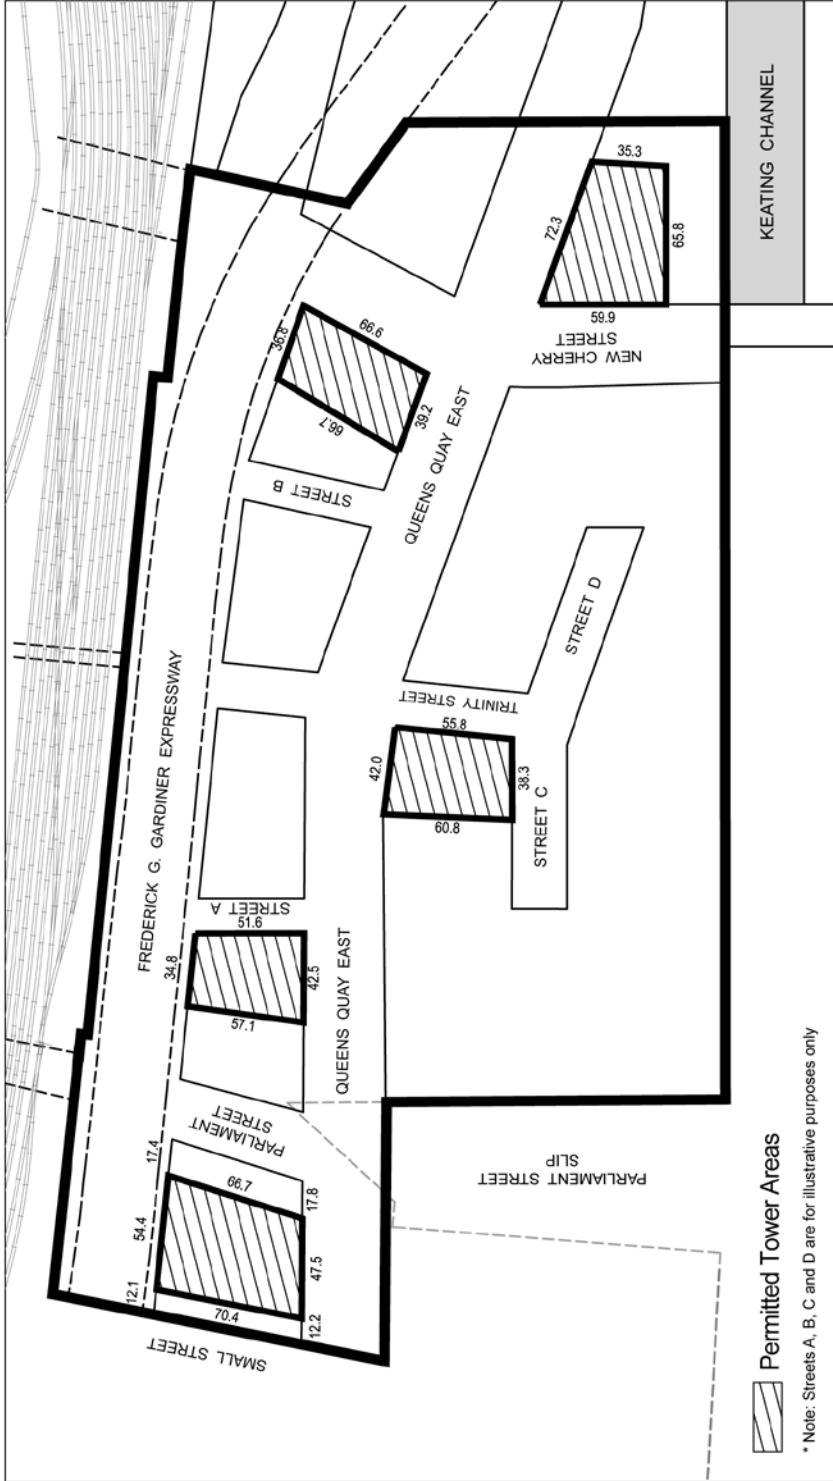 KEATING CHANNEL
35.3
72.3
65.8
59.9
NEW CHERRY
STREET
36.8
66.6
66.7
39.2
STREET B
QUEENS QUAY EAST
STREET D
TRINITY STREET
FREDERICK G. GARDINER EXPRESSWAY
55.8
42.0
38.3
60.8
STREET C
STREET A
51.6
34.8
42.5
57.1
QUEENS QUAY EAST
PARLIAMENT
STREET
17.4
66.7
17.8
54.4
47.5
12.1
70.4
12.2
SMALL STREET
PARLIAMENT STREET
SLIP
Permitted Tower Areas
* Note: Streets A, B, C and D are for illustrative purposes only